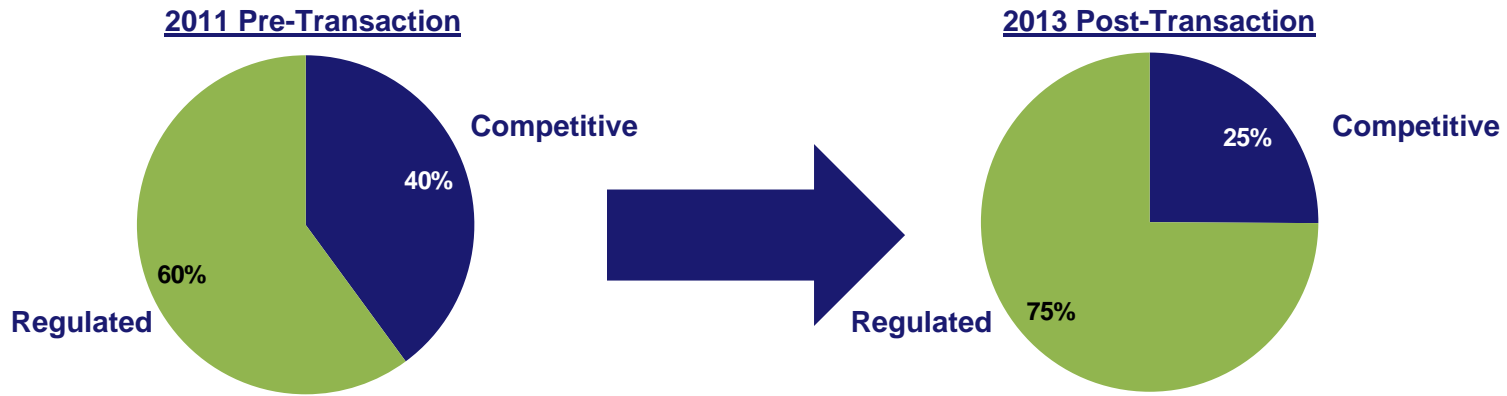 2011 Pre-Transaction
Competitive
40%
60%
Regulated
2013 Post-Transaction
Competitive
25%
75%
Regulated